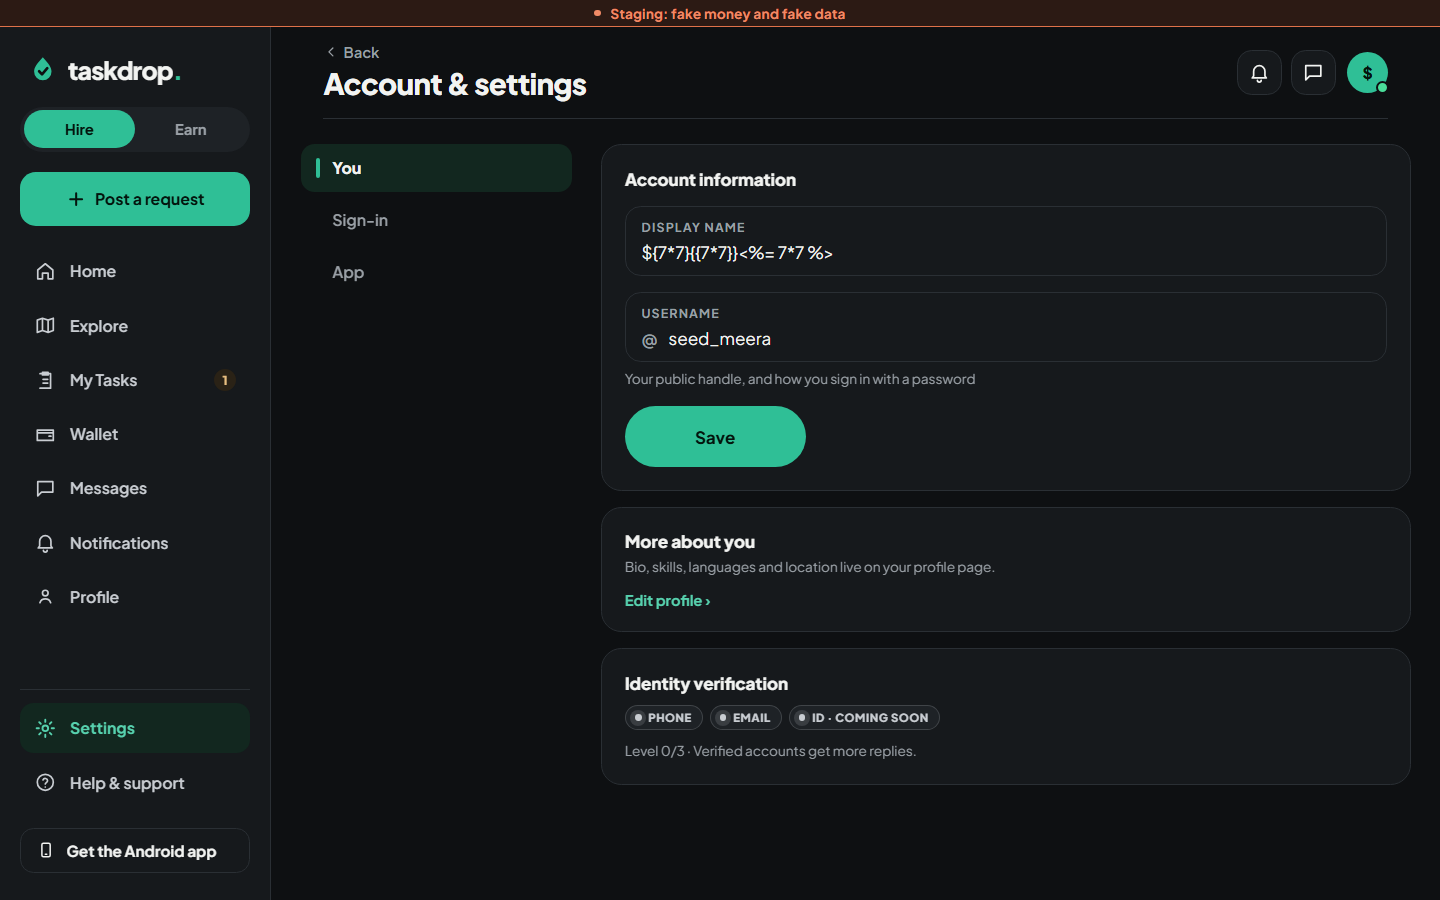 Staging: fake money and fake data
taskdrop.
Hire
Earn
Post a request
Home
Explore
My Tasks
1
Wallet
Messages
Notifications
Profile
Settings
Help & support
Get the Android app
Back
Account & settings
$
You
Sign-in
App
Account information
DISPLAY NAME
${7*7}{{7*7}}<%= 7*7 %>
USERNAME
@ seed_meera
Your public handle, and how you sign in with a password
Save
More about you
Bio, skills, languages and location live on your profile page.
Edit profile ›
Identity verification
PHONE
EMAIL
ID · COMING SOON
Level 0/3 · Verified accounts get more replies.